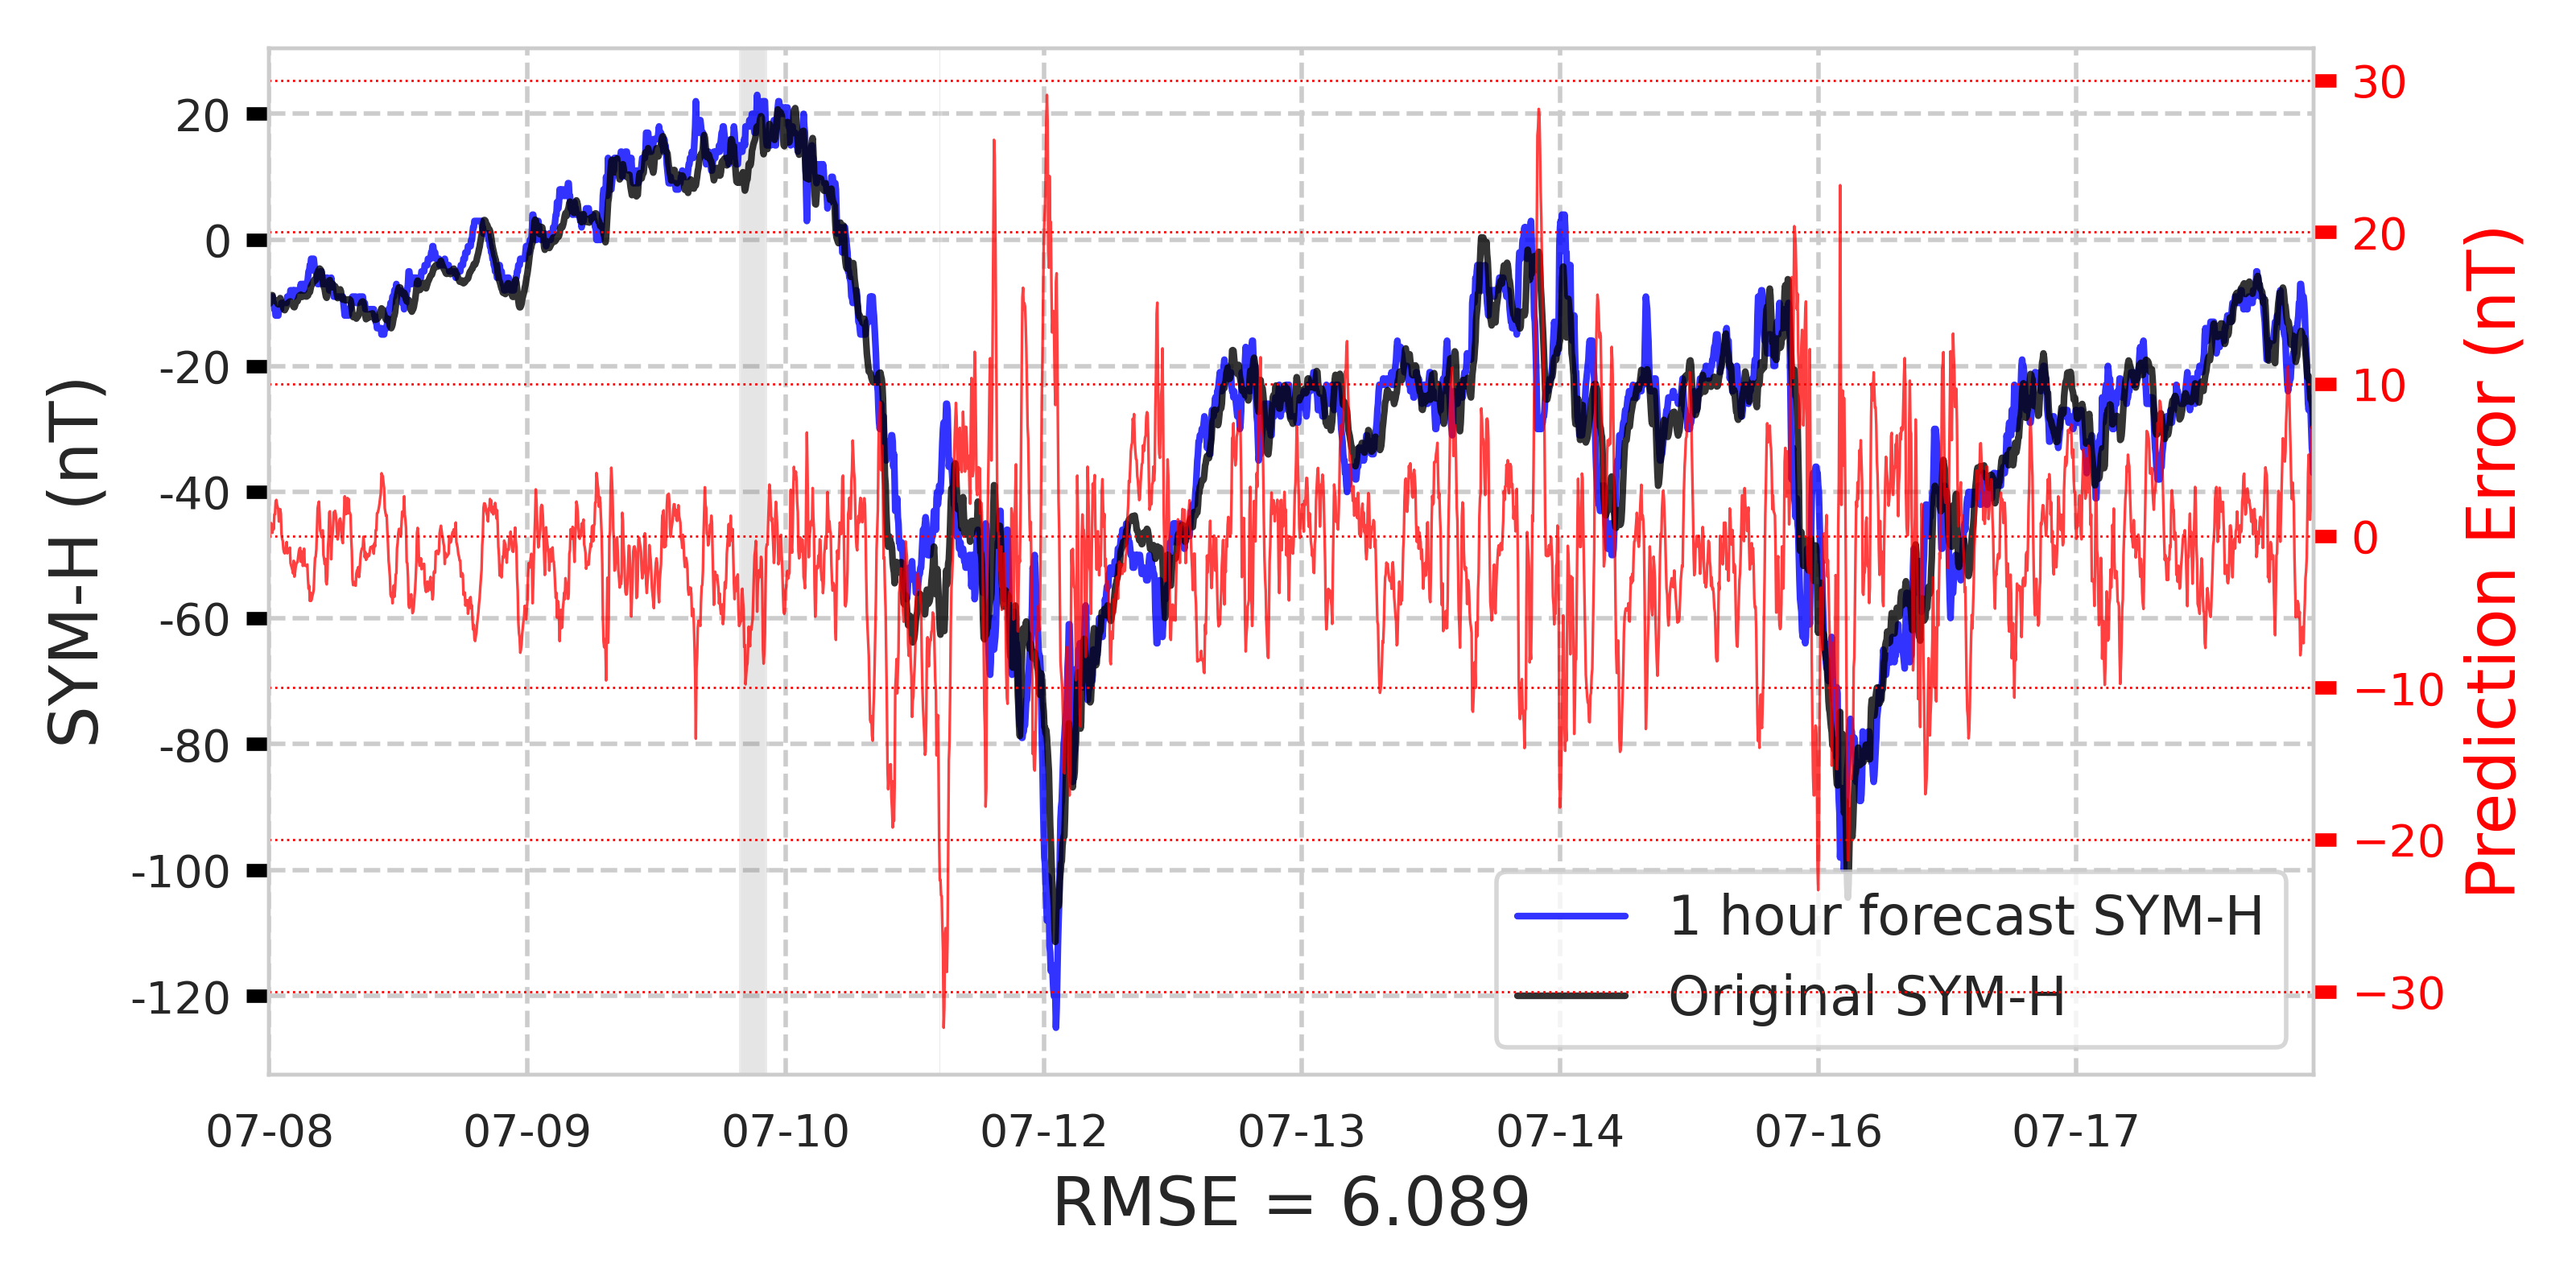 SYM-H (nT)
20
0
-20
-40
-60
-80
-100
-120
30
20
10
0
−10
−20
−30
Prediction Error (nT)
1 hour forecast SYM-H
Original SYM-H
07-08 07-09 07-10 07-12 07-13 07-14 07-16 07-17
RMSE = 6.089